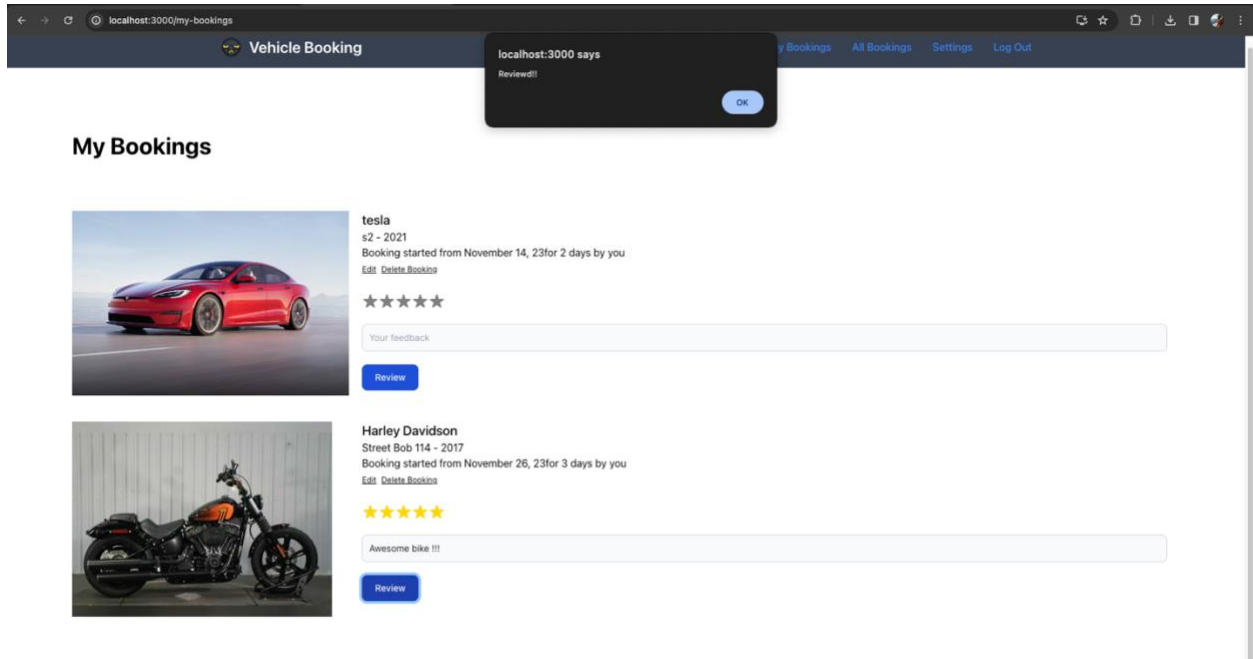 localhost:3000/my-bookings
Vehicle Booking
y Bookings All Bookings Settings Log Out
localhost:3000 says
Reviewd!!
OK
My Bookings
tesla
s2 - 2021
Booking started from November 14, 23for 2 days by you
Edit Delete Booking
Your feedback
Review
Harley Davidson
Street Bob 114 - 2017
Booking started from November 26, 23for 3 days by you
Edit Delete Booking
Awesome bike !!!
Review